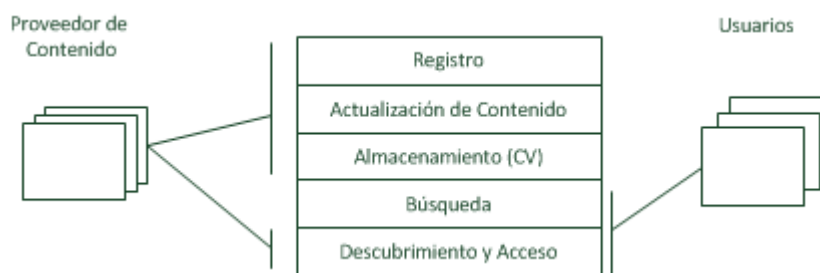 Proveedor de
Contenido
Usuarios
Registro
Actualización de Contenido
Almacenamiento (CV)
Búsqueda
Descubrimiento y Acceso